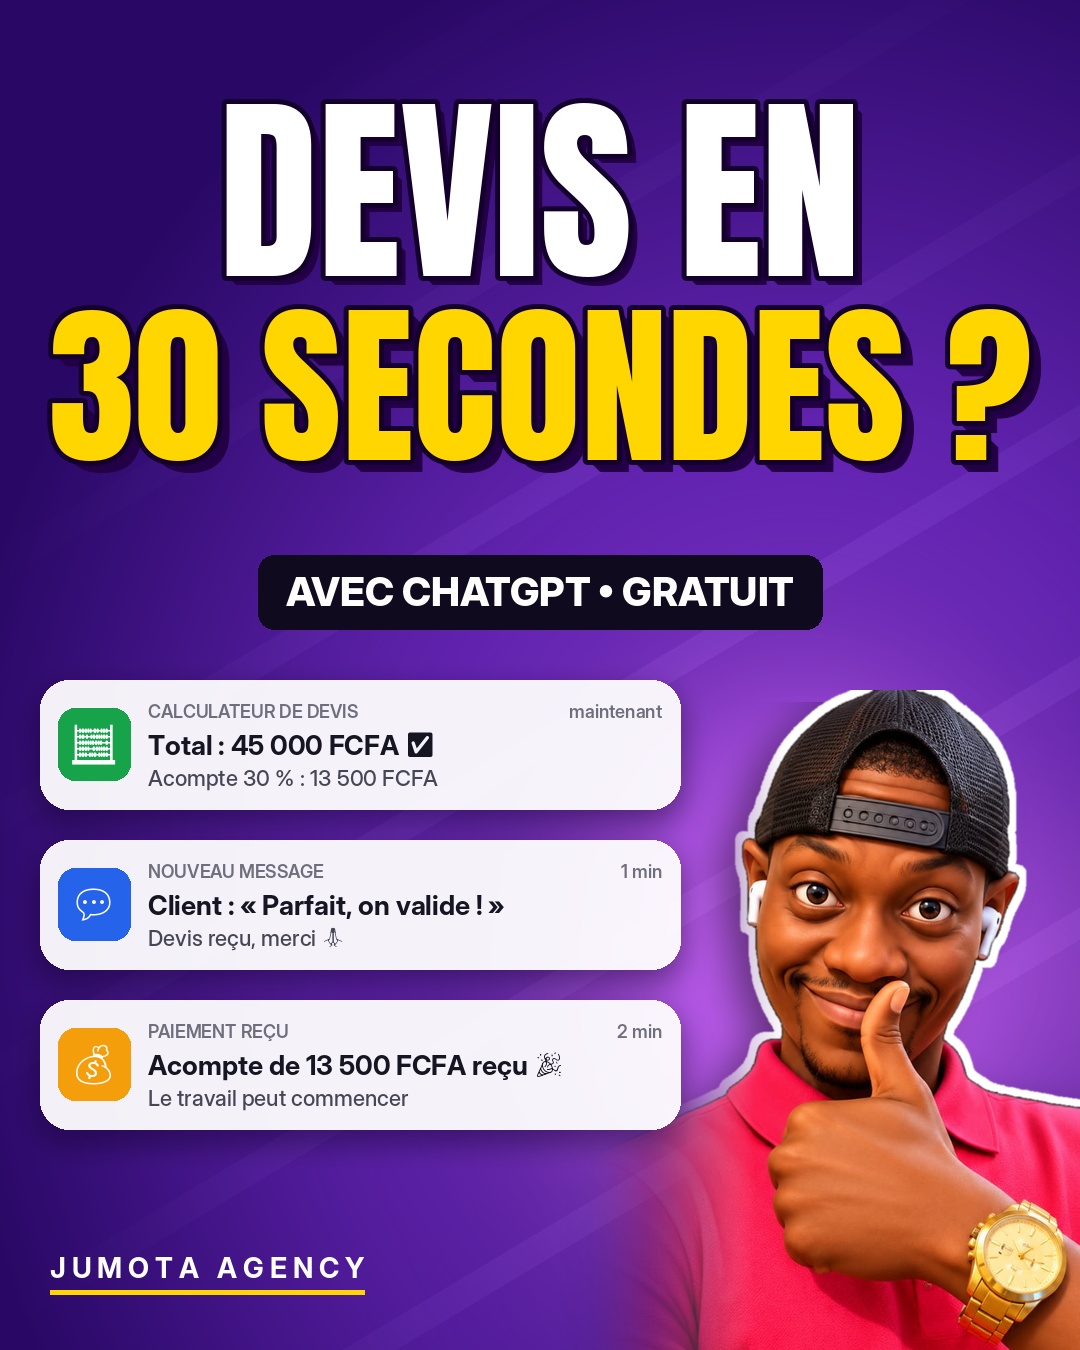 DEVIS EN
30 SECONDES ?
AVEC CHATGPT • GRATUIT
CALCULATEUR DE DEVIS maintenant
Total : 45 000 FCFA ☑
Acompte 30 % : 13 500 FCFA
NOUVEAU MESSAGE 1 min
Client : « Parfait, on valide ! »
Devis reçu, merci 🙏
PAIEMENT REÇU 2 min
Acompte de 13 500 FCFA reçu 🎉
Le travail peut commencer
JUMOTA AGENCY